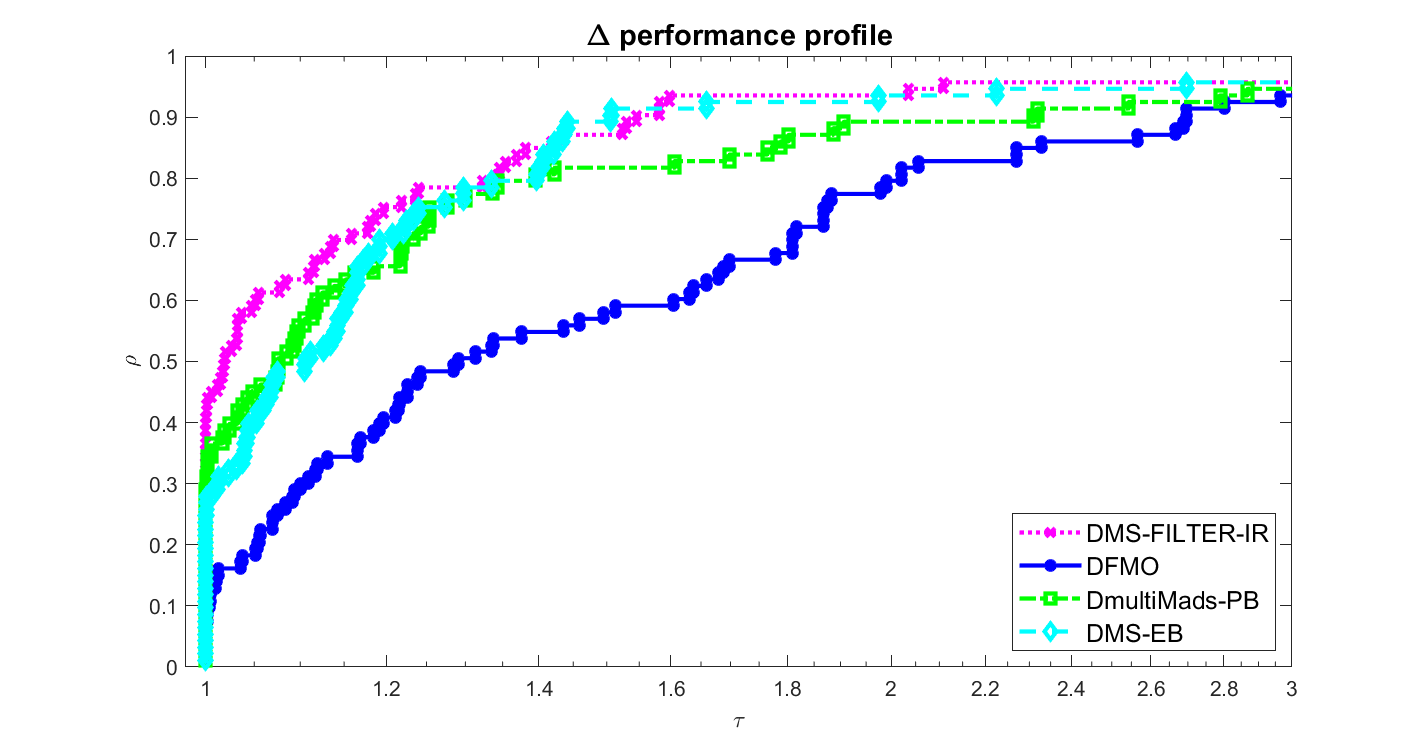 Δ performance profile
1
0.9
0.8
0.7
0.6
0.5
0.4
0.3
0.2
0.1
0
ρ
DMS-FILTER-IR
DFMO
DmultiMads-PB
DMS-EB
1 1.2 1.4 1.6 1.8 2 2.2 2.4 2.6 2.8 3
τ